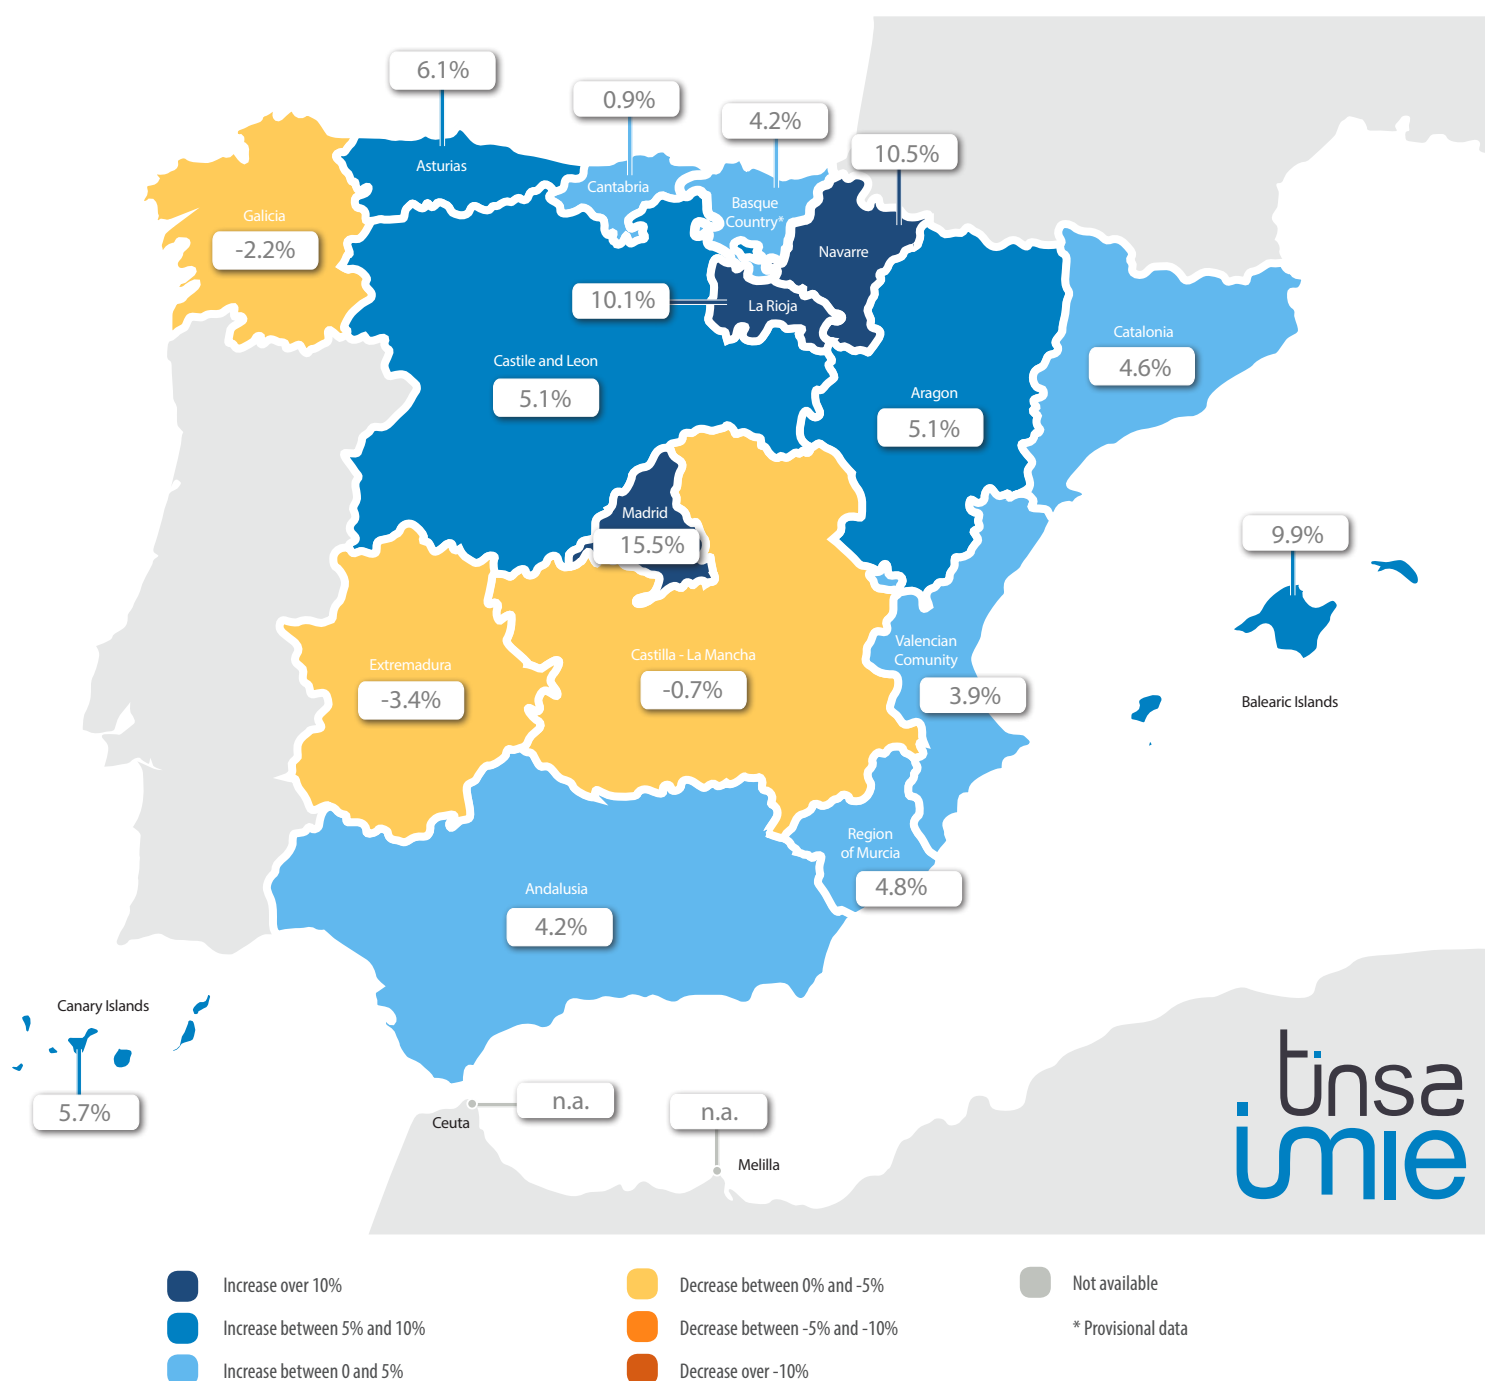 6.1%
0.9%
4.2%
10.5%
Asturias
Cantabria
Basque
Country*
Galicia
-2.2%
Navarre
10.1%
La Rioja
Catalonia
4.6%
Castile and Leon
5.1%
Aragon
5.1%
Madrid
15.5%
9.9%
Valencian
Comunity
3.9%
Extremadura
-3.4%
Castilla - La Mancha
-0.7%
Balearic Islands
Region
of Murcia
4.8%
Andalusia
4.2%
Canary Islands
5.7%
n.a.
Ceuta
n.a.
Melilla
tinsa
imie
Increase over 10%
Increase between 5% and 10%
Increase between 0 and 5%
Decrease between 0% and -5%
Decrease between -5% and -10%
Decrease over -10%
Not available
* Provisional data